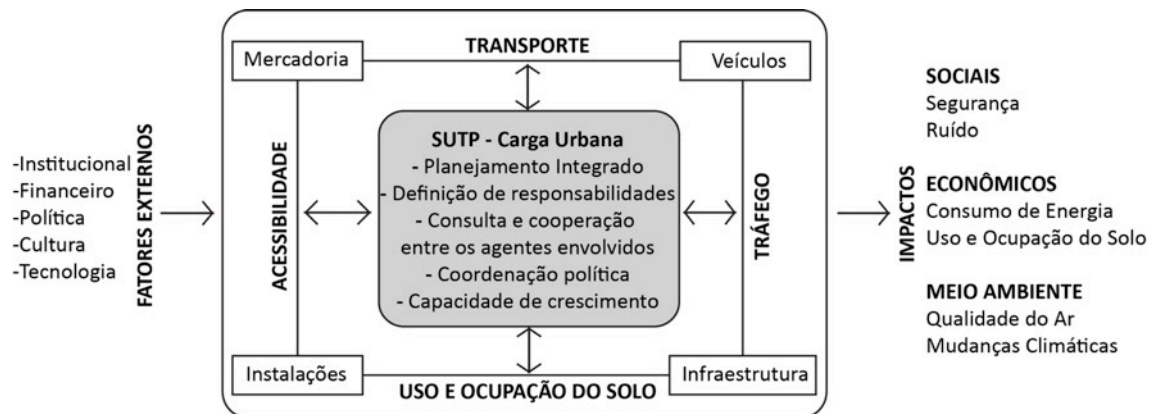 -Institucional
-Financeiro
-Política
-Cultura
-Tecnologia
FATORES EXTERNOS
TRANSPORTE
Mercadoria
Veículos
ACESSIBILIDADE
SUTP - Carga Urbana
- Planejamento Integrado
- Definição de responsabilidades
- Consulta e cooperação
entre os agentes envolvidos
- Coordenação política
- Capacidade de crescimento
TRÁFEGO
Instalações
Infraestrutura
USO E OCUPAÇÃO DO SOLO
IMPACTOS
SOCIAIS
Segurança
Ruído
ECONÔMICOS
Consumo de Energia
Uso e Ocupação do Solo
MEIO AMBIENTE
Qualidade do Ar
Mudanças Climáticas